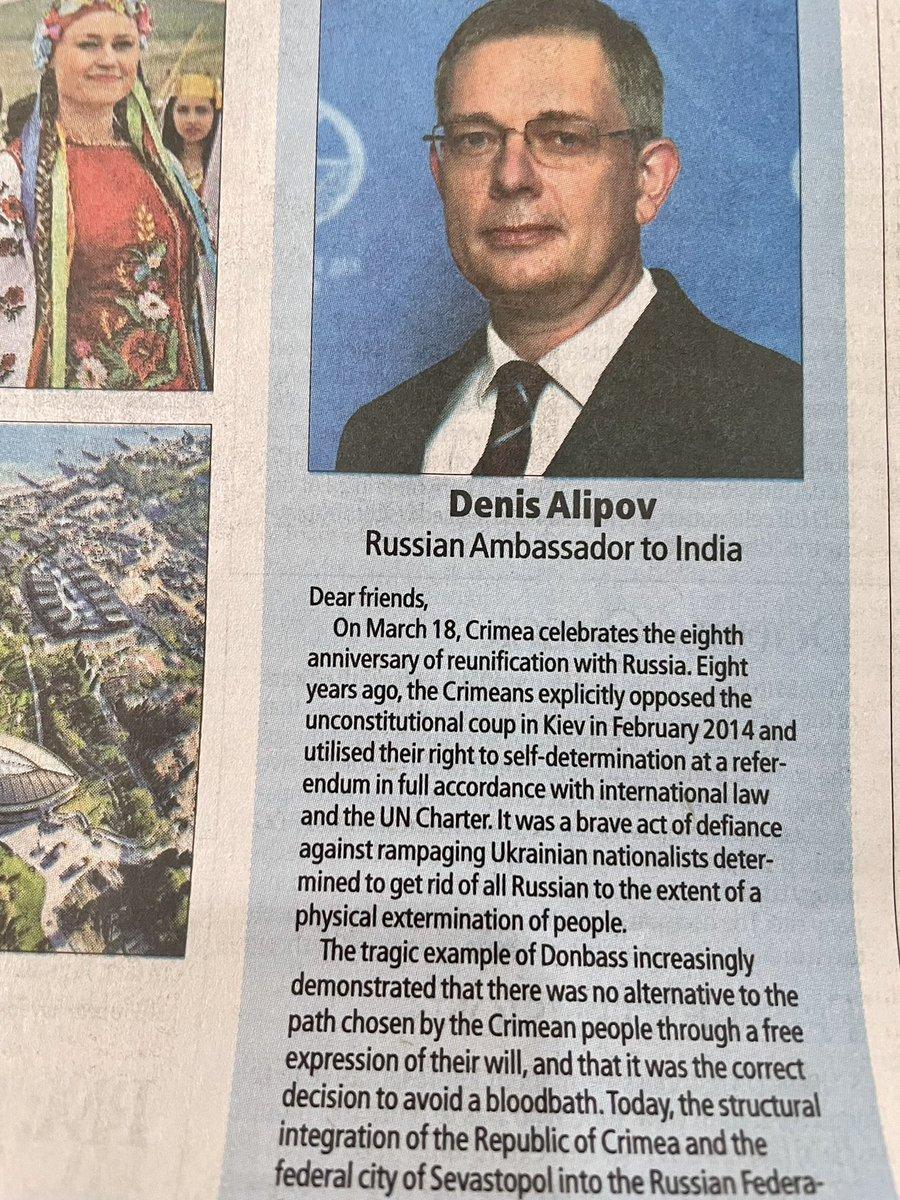 Denis Alipov
Russian Ambassador to India
Dear friends,
On March 18, Crimea celebrates the eighth
anniversary of reunification with Russia. Eight
years ago, the Crimeans explicitly opposed the
unconstitutional coup in Kiev in February 2014 and
utilised their right to self-determination at a refer-
endum in full accordance with international law
and the UN Charter. It was a brave act of defiance
against rampaging Ukrainian nationalists deter-
mined to get rid of all Russian to the extent of a
physical extermination of people.
The tragic example of Donbass increasingly
demonstrated that there was no alternative to the
path chosen by the Crimean people through a free
expression of their will, and that it was the correct
decision to avoid a bloodbath. Today, the structural
integration of the Republic of Crimea and the
federal city of Sevastopol into the Russian Federa-